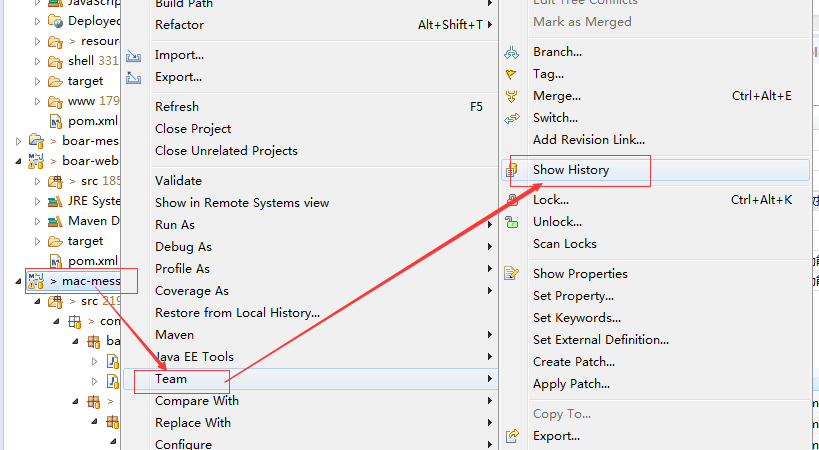 JavaScrip
Deployed
> resour
> shell 331
target
> www 179
pom.xml
> boar-mes
> boar-web
> src 185
JRE System
Maven D
target
pom.xml
> mac-mess
> src 219
> con
ba
>
Build Path
Refactor Alt+Shift+T
Import...
Export...
Refresh F5
Close Project
Close Unrelated Projects
Validate
Show in Remote Systems view
Run As
Debug As
Profile As
Coverage As
Restore from Local History...
Maven
Java EE Tools
Team
Compare With
Replace With
Configure
Edit Tree Conflicts
Mark as Merged
Branch...
Tag...
Merge... Ctrl+Alt+E
Switch...
Add Revision Link...
Show History
Lock... Ctrl+Alt+K
Unlock...
Scan Locks
Show Properties
Set Property...
Set Keywords...
Set External Definition...
Create Patch...
Apply Patch...
Copy To...
Export...